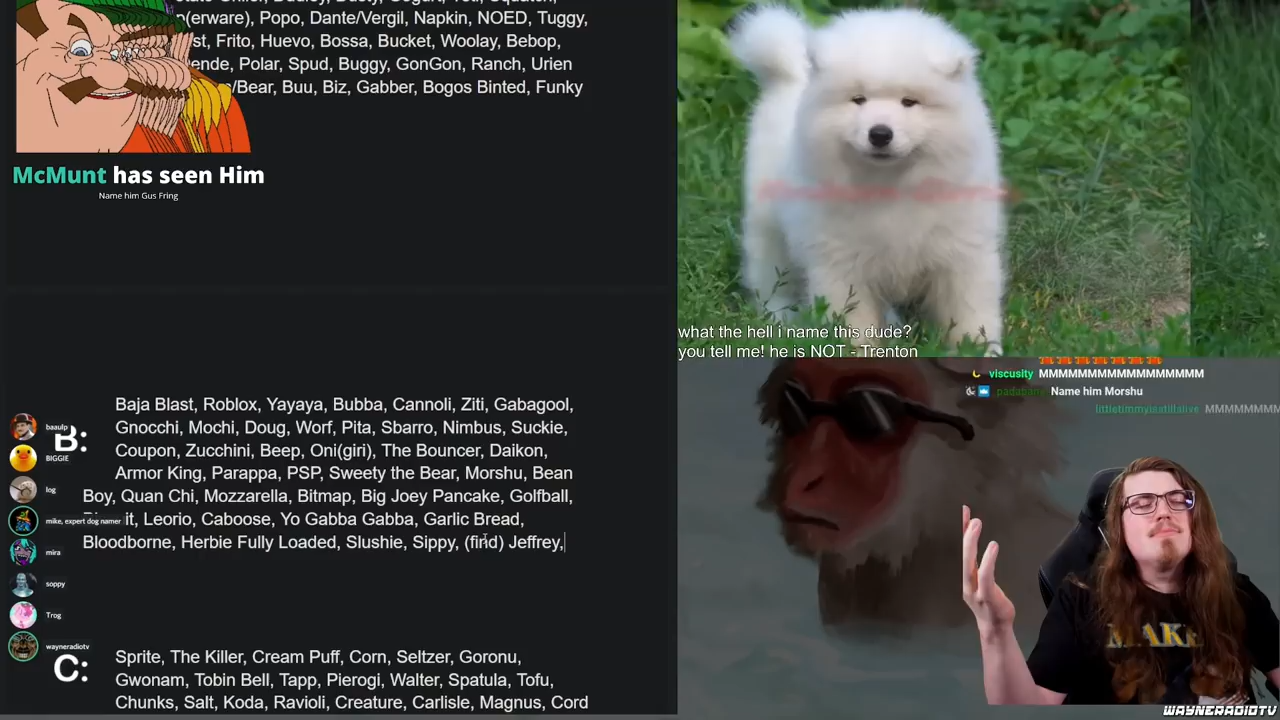 p(erware), Popo, Dante/Vergil, Napkin, NOED, Tuggy,
st, Frito, Huevo, Bossa, Bucket, Woolay, Bebop,
ende, Polar, Spud, Buggy, GonGon, Ranch, Urien
/Bear, Buu, Biz, Gabber, Bogos Binted, Funky
McMunt has seen Him
Name him Gus Fring
what the hell i name this dude?
you tell me! he is NOT - Trenton
viscusity MMMMMMMMMMMMMMMMM
Name him Morshu
littletimmyisstillalive MMMMMMMM
B:
Baja Blast, Roblox, Yayaya, Bubba, Cannoli, Ziti, Gabagool,
Gnocchi, Mochi, Doug, Worf, Pita, Sbarro, Nimbus, Suckie,
Coupon, Zucchini, Beep, Oni(giri), The Bouncer, Daikon,
Armor King, Parappa, PSP, Sweety the Bear, Morshu, Bean
Boy, Quan Chi, Mozzarella, Bitmap, Big Joey Pancake, Golfball,
it, Leorio, Caboose, Yo Gabba Gabba, Garlic Bread,
Bloodborne, Herbie Fully Loaded, Slushie, Sippy, (find) Jeffrey,
baaulp
BIGGIE
log
mike, expert dog namer
mira
soppy
Trog
wayneradiotv
C:
Sprite, The Killer, Cream Puff, Corn, Seltzer, Goronu,
Gwonam, Tobin Bell, Tapp, Pierogi, Walter, Spatula, Tofu,
Chunks, Salt, Koda, Ravioli, Creature, Carlisle, Magnus, Cord
MAK
WAYNERADIOTV